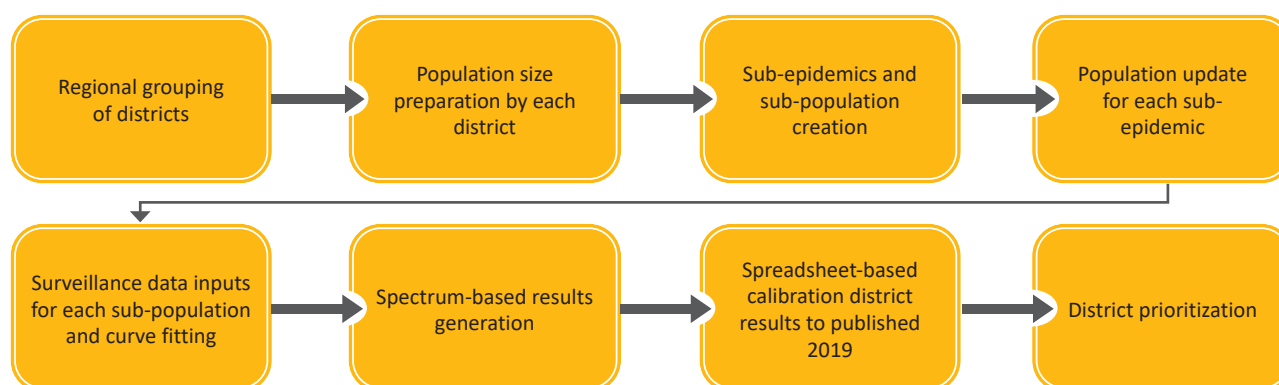 Regional grouping
of districts
Population size
preparation by each
district
Sub-epidemics and
sub-population
creation
Population update
for each sub-
epidemic
Surveillance data inputs
for each sub-population
and curve fitting
Spectrum-based results
generation
Spreadsheet-based
calibration district
results to published
2019
District prioritization